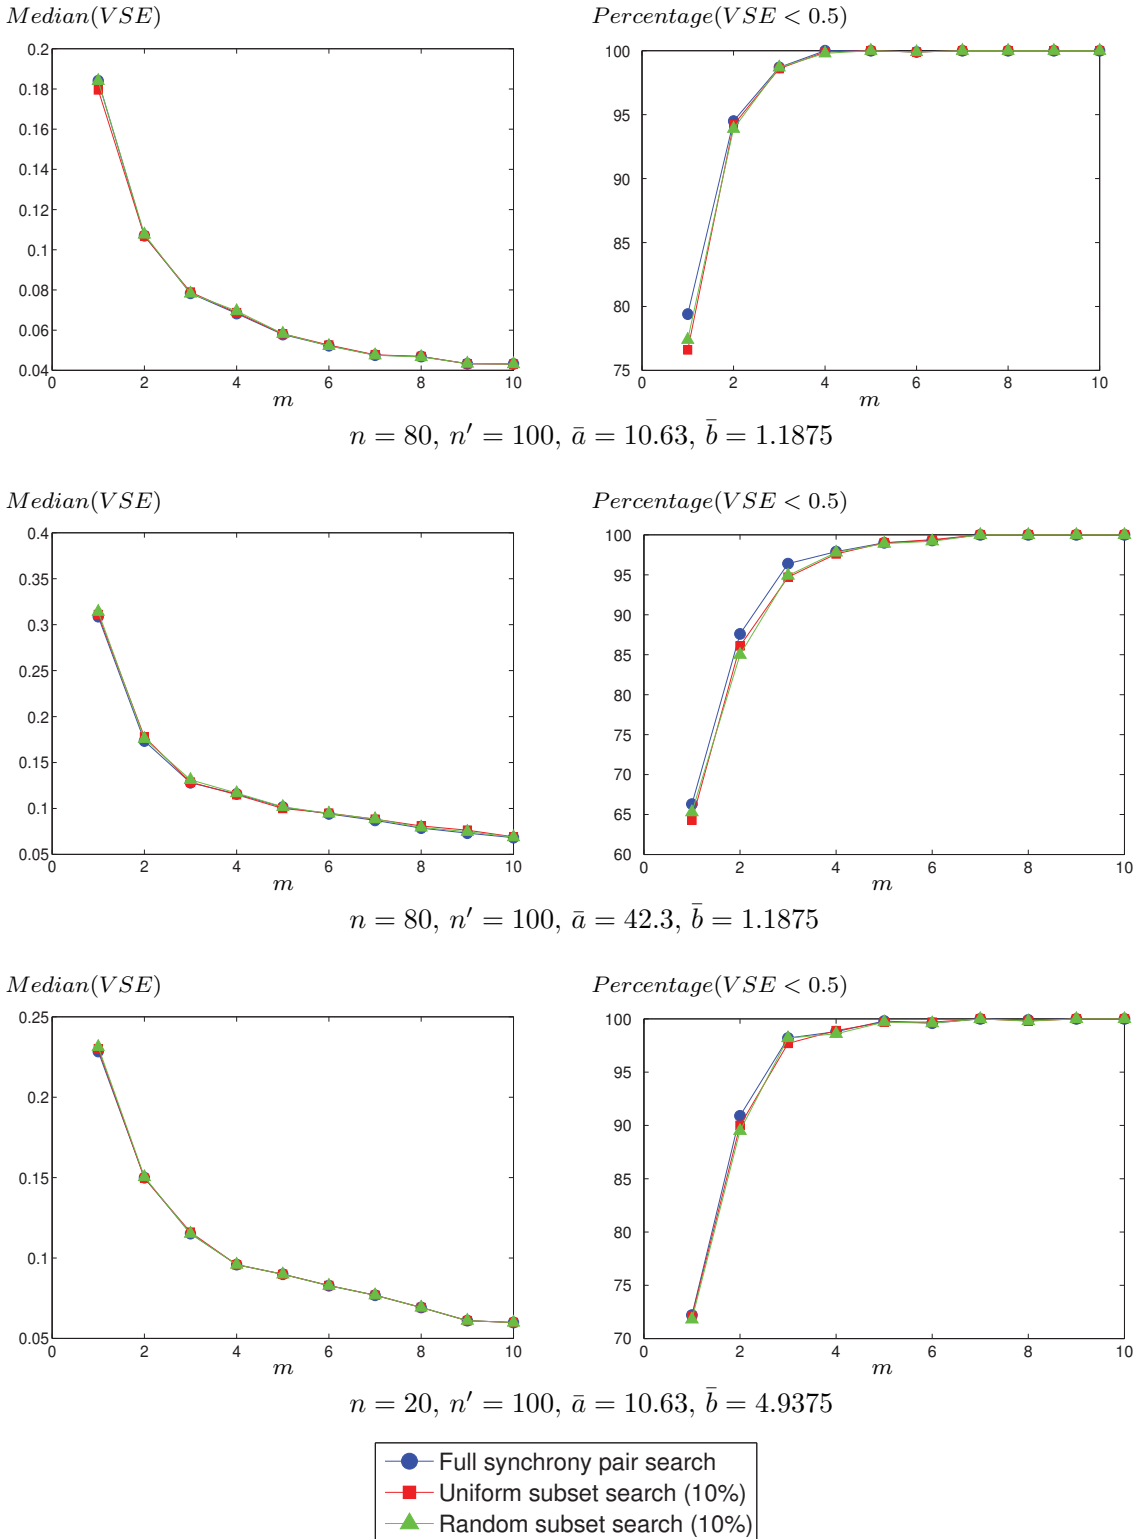 Median(VSE)
0.2
0.18
0.16
0.14
0.12
0.1
0.08
0.06
0.04
0 2 4 6 8 10
m
Percentage(VSE < 0.5)
100
95
90
85
80
75
0 2 4 6 8 10
m
n = 80, n′ = 100, ā = 10.63, b̄ = 1.1875
Median(VSE)
0.4
0.35
0.3
0.25
0.2
0.15
0.1
0.05
0 2 4 6 8 10
m
Percentage(VSE < 0.5)
100
95
90
85
80
75
70
65
60
0 2 4 6 8 10
m
n = 80, n′ = 100, ā = 42.3, b̄ = 1.1875
Median(VSE)
0.25
0.2
0.15
0.1
0.05
0 2 4 6 8 10
m
Percentage(VSE < 0.5)
100
95
90
85
80
75
70
0 2 4 6 8 10
m
n = 20, n′ = 100, ā = 10.63, b̄ = 4.9375
Full synchrony pair search
Uniform subset search (10%)
Random subset search (10%)